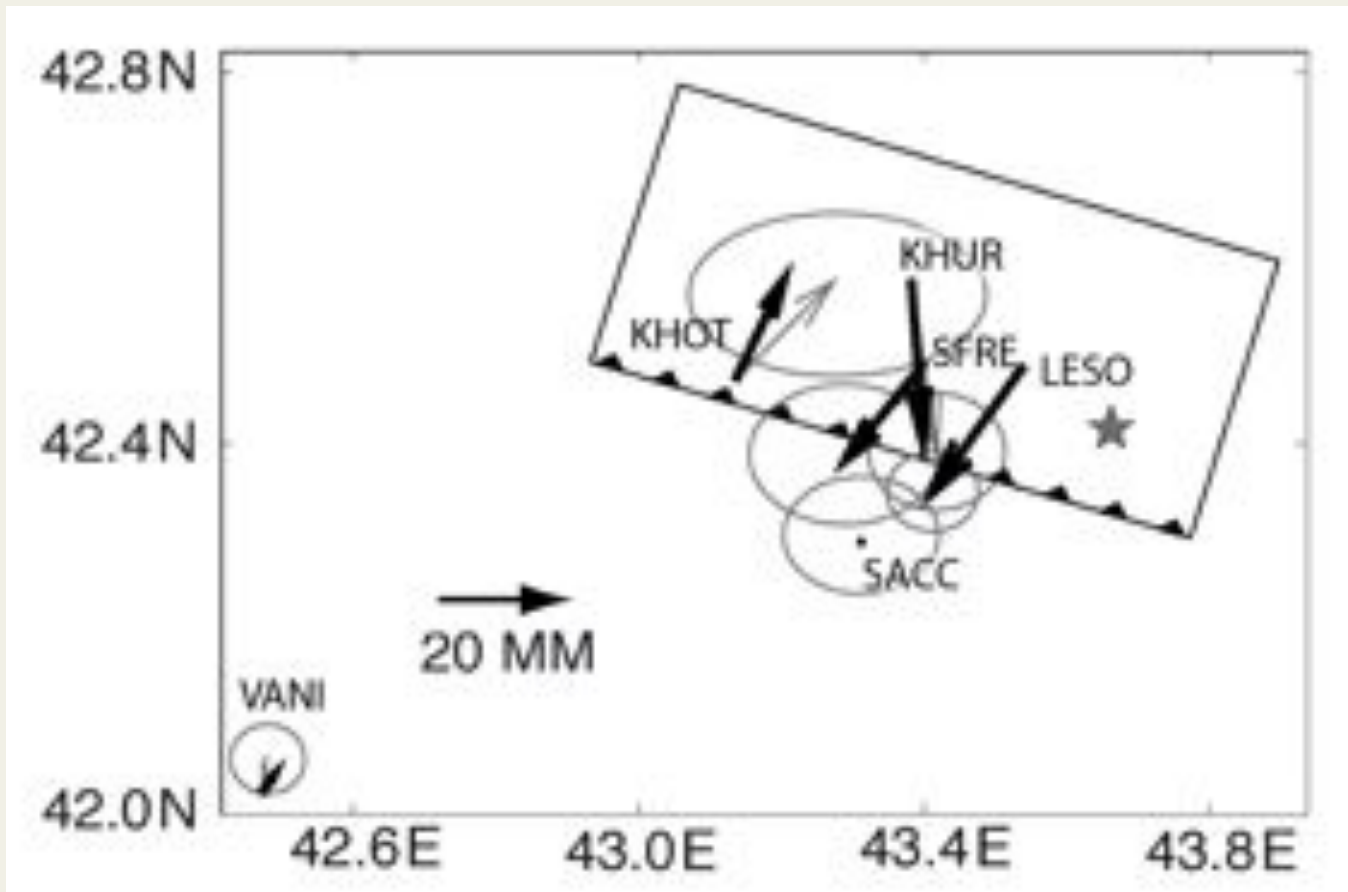 42.8N
KHUR
KHOT
SFRE
LESO
42.4N
SACC
20 MM
VANI
42.0N
42.6E 43.0E 43.4E 43.8E